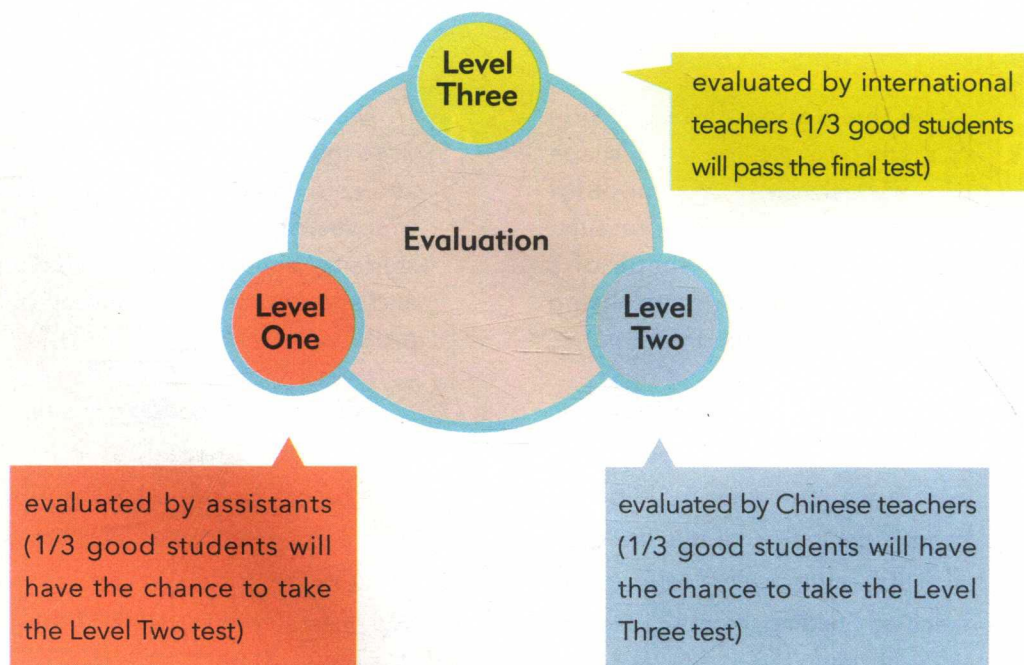 Level
Three
evaluated by international
teachers (1/3 good students
will pass the final test)
Evaluation
Level
One
Level
Two
evaluated by assistants
(1/3 good students will
have the chance to take
the Level Two test)
evaluated by Chinese teachers
(1/3 good students will have
the chance to take the Level
Three test)